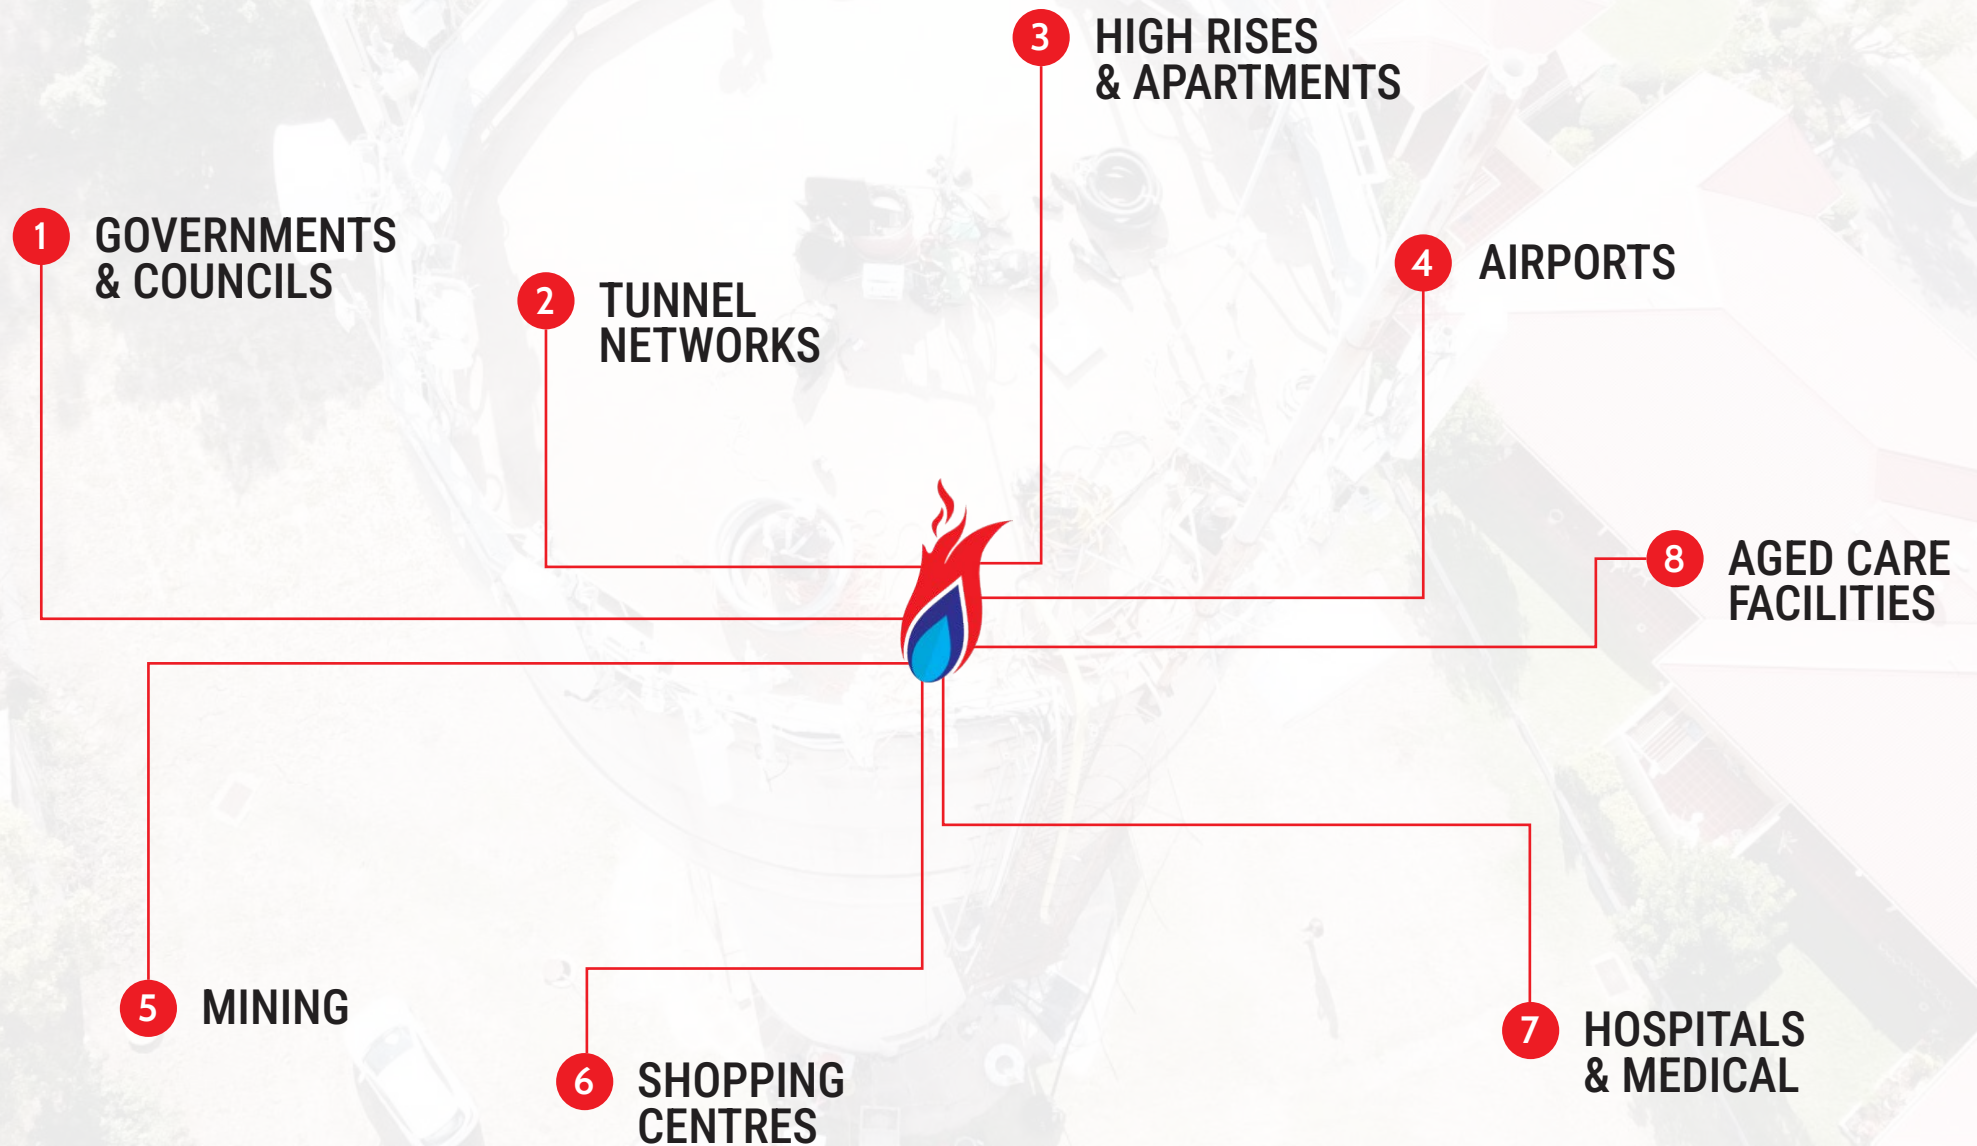 1
GOVERNMENTS
& COUNCILS
2
TUNNEL
NETWORKS
3
HIGH RISES
& APARTMENTS
4
AIRPORTS
5
MINING
6
SHOPPING
CENTRES
7
HOSPITALS
& MEDICAL
8
AGED CARE
FACILITIES